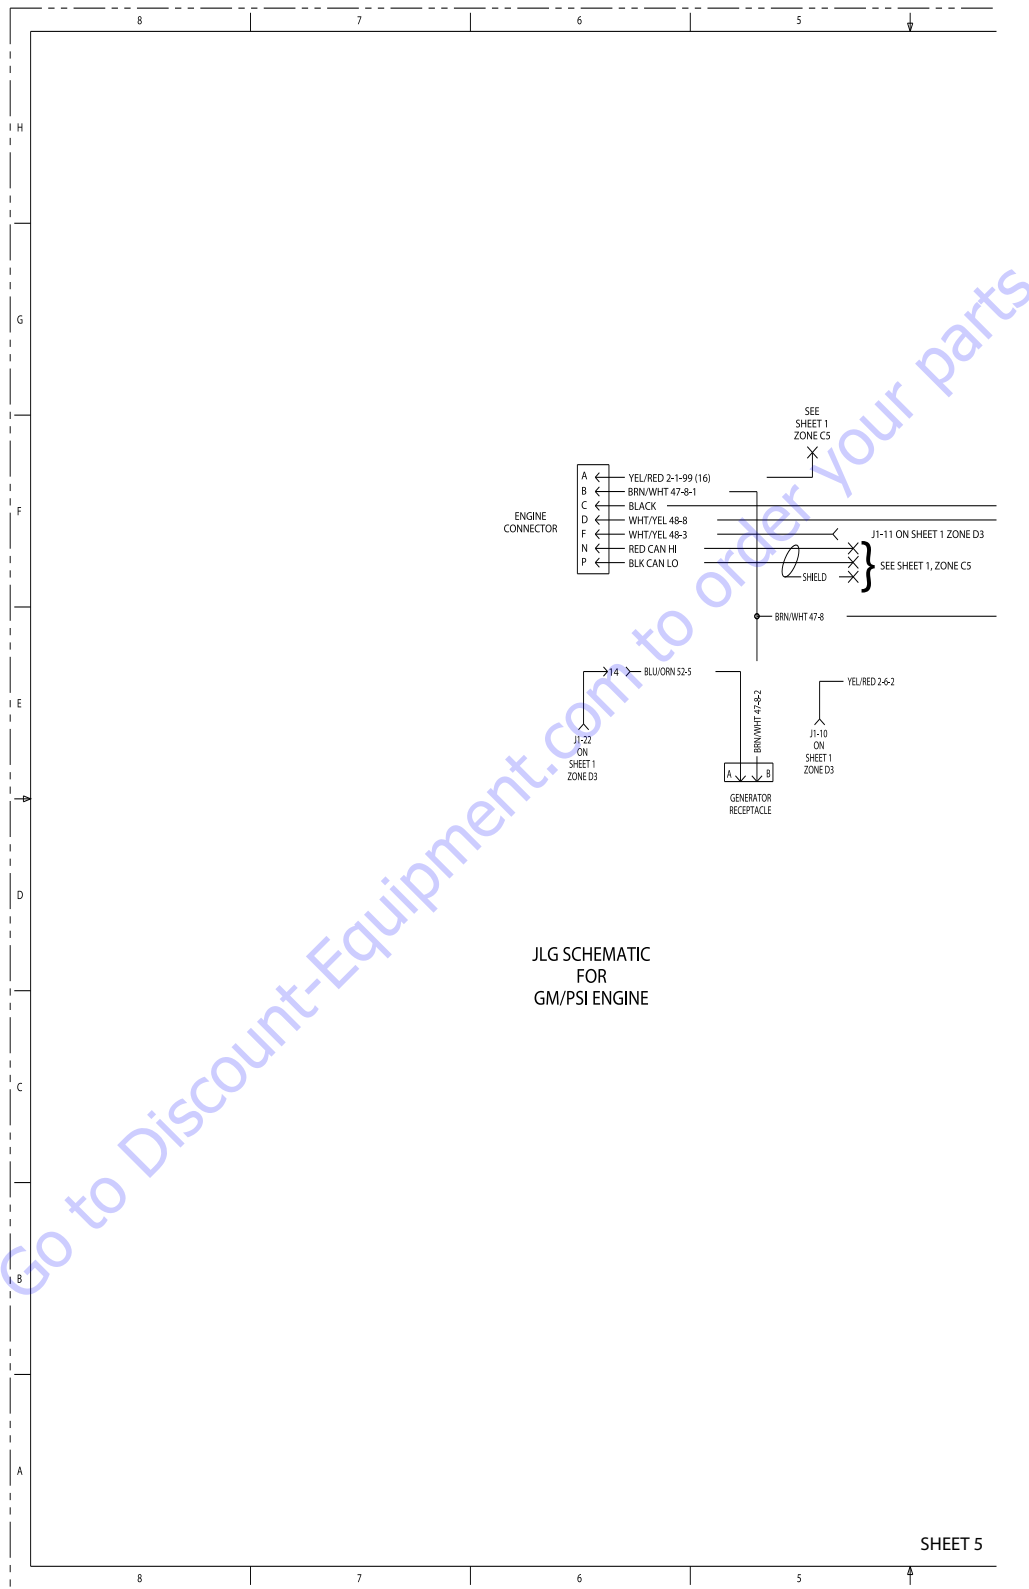 8 7 6 5
H
G
F
E
D
C
B
A
SEE
SHEET 1
ZONE C5
ENGINE
CONNECTOR
A YEL/RED 2-1-99 (16)
B BRN/WHT 47-8-1
C BLACK
D WHT/YEL 48-8
F WHT/YEL 48-3
N RED CAN HI
P BLK CAN LO
J1-11 ON SHEET 1 ZONE D3
SEE SHEET 1, ZONE C5
SHIELD
BRN/WHT 47-8
14 BLU/ORN 52-5
J1-22
ON
SHEET 1
ZONE D3
BRN/WHT 47-8-2
YEL/RED 2-6-2
J1-10
ON
SHEET 1
ZONE D3
A B
GENERATOR
RECEPTACLE
JLG SCHEMATIC
FOR
GM/PSI ENGINE
Go to Discount-Equipment.com to order your parts
SHEET 5
8 7 6 5